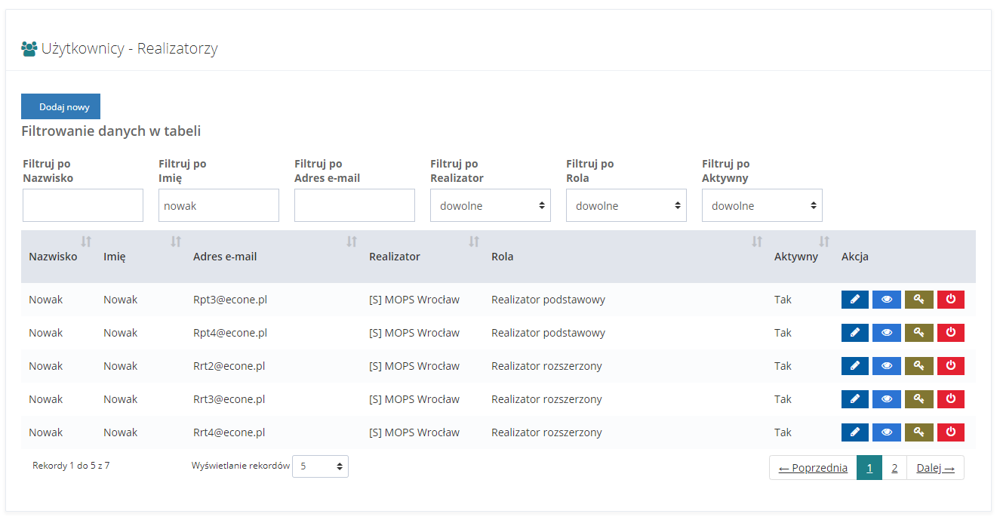 Użytkownicy - Realizatorzy
Dodaj nowy
Filtrowanie danych w tabeli
Filtruj po Nazwisko
Filtruj po Imię
Filtruj po Adres e-mail
Filtruj po Realizator
Filtruj po Rola
Filtruj po Aktywny
nowak dowolne dowolne dowolne
Nazwisko Imię Adres e-mail Realizator Rola Aktywny Akcja
Nowak Nowak Rpt3@econe.pl [S] MOPS Wrocław Realizator podstawowy Tak
Nowak Nowak Rpt4@econe.pl [S] MOPS Wrocław Realizator podstawowy Tak
Nowak Nowak Rrt2@econe.pl [S] MOPS Wrocław Realizator rozszerzony Tak
Nowak Nowak Rrt3@econe.pl [S] MOPS Wrocław Realizator rozszerzony Tak
Nowak Nowak Rrt4@econe.pl [S] MOPS Wrocław Realizator rozszerzony Tak
Rekordy 1 do 5 z 7 Wyświetlanie rekordów 5 ← Poprzednia 1 2 Dalej →